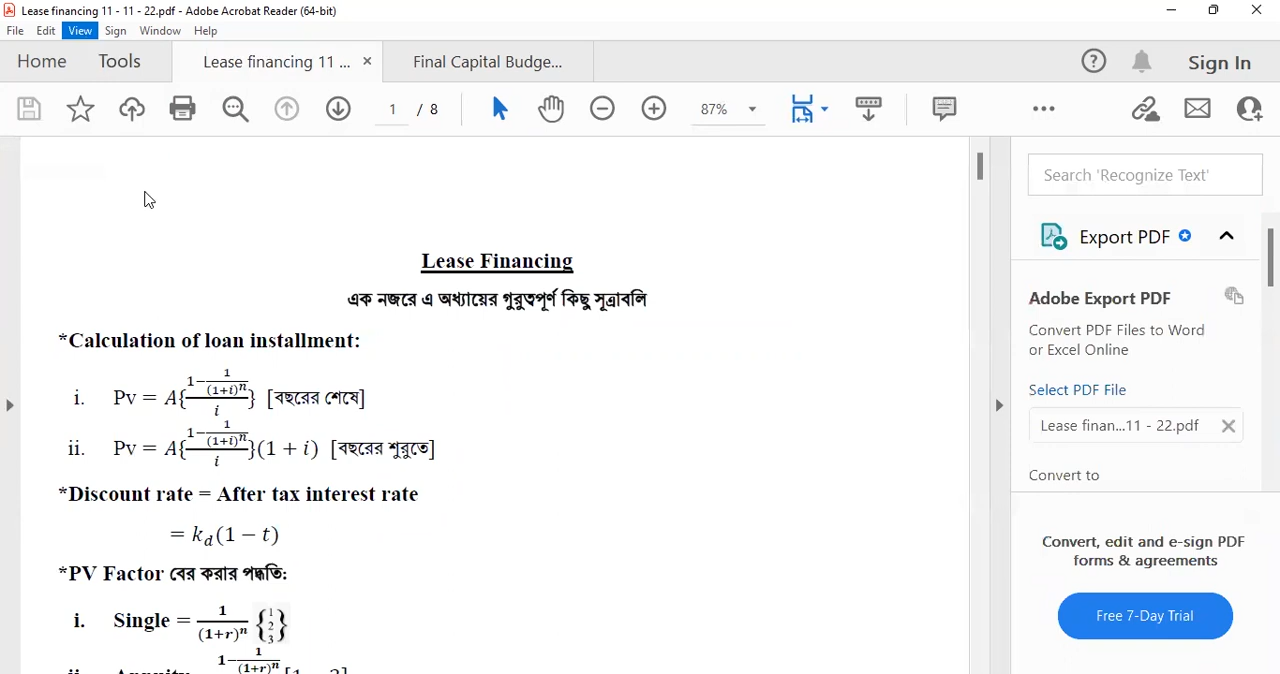 Lease financing 11 - 11 - 22.pdf - Adobe Acrobat Reader (64-bit)
File Edit View Sign Window Help
Home Tools Lease financing 11 ... × Final Capital Budge... Sign In
1 / 8 87%
Search 'Recognize Text'
Export PDF
Adobe Export PDF
Convert PDF Files to Word
or Excel Online
Select PDF File
Lease finan...11 - 22.pdf
Convert to
Convert, edit and e-sign PDF
forms & agreements
Free 7-Day Trial
Lease Financing
এক নজরে এ অধ্যায়ের গুরুত্বপূর্ণ কিছু সূত্রাবলি
*Calculation of loan installment:
i. Pv = A{(1-1/(1+i)^n)/i} [বছরের শেষে]
ii. Pv = A{(1-1/(1+i)^n)/i}(1 + i) [বছরের শুরুতে]
*Discount rate = After tax interest rate
= k_d(1 − t)
*PV Factor বের করার পদ্ধতি:
i. Single = 1/(1+r)^n {1 2 3}